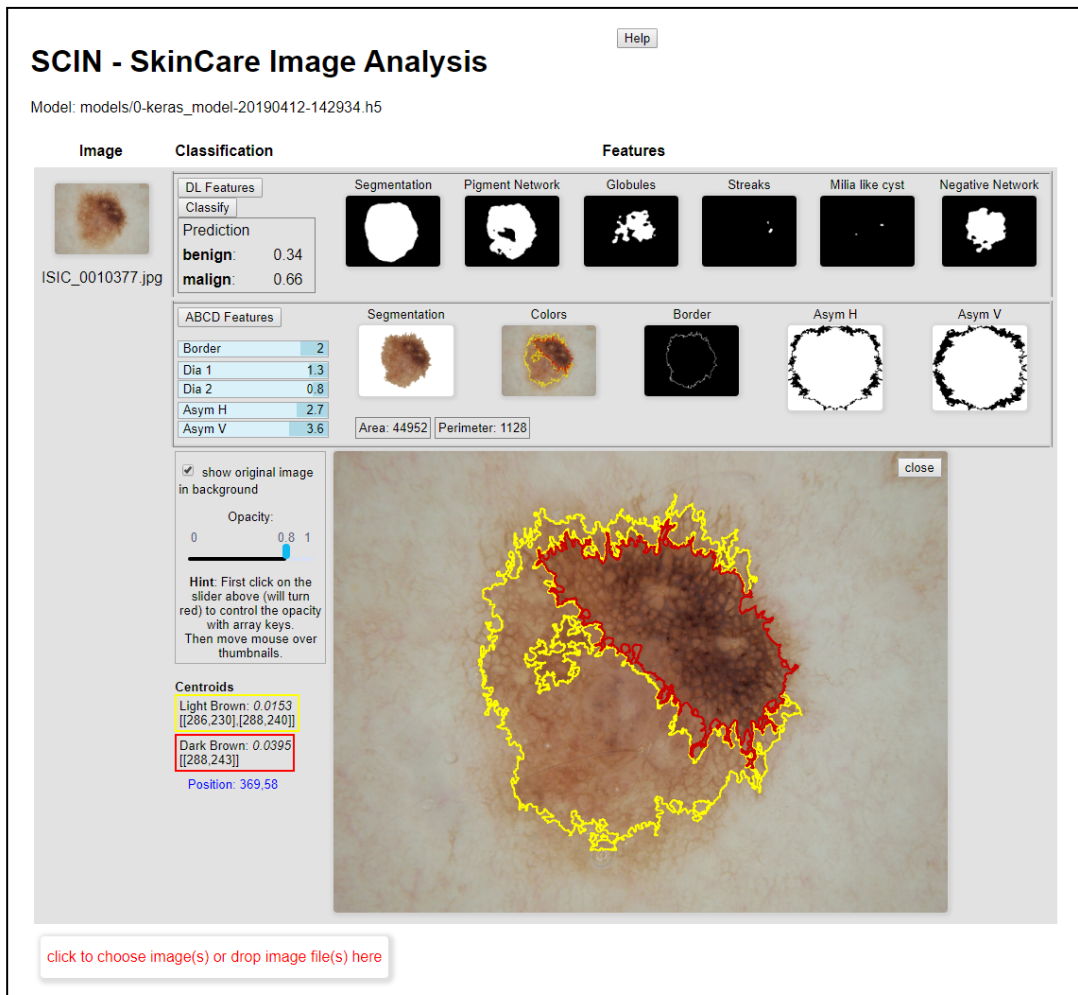 Help
SCIN - SkinCare Image Analysis
Model: models/0-keras_model-20190412-142934.h5
Image Classification Features
DL Features
Classify
Prediction
benign: 0.34
malign: 0.66
ISIC_0010377.jpg
Segmentation Pigment Network Globules Streaks Milia like cyst Negative Network
ABCD Features
Border 2
Dia 1 1.3
Dia 2 0.8
Asym H 2.7
Asym V 3.6
Segmentation Colors Border Asym H Asym V
Area: 44952 Perimeter: 1128
show original image
in background
Opacity:
0 0.8 1
Hint: First click on the
slider above (will turn
red) to control the opacity
with array keys.
Then move mouse over
thumbnails.
Centroids
Light Brown: 0.0153
[[286,230],[288,240]]
Dark Brown: 0.0395
[[288,243]]
Position: 369,58
close
click to choose image(s) or drop image file(s) here